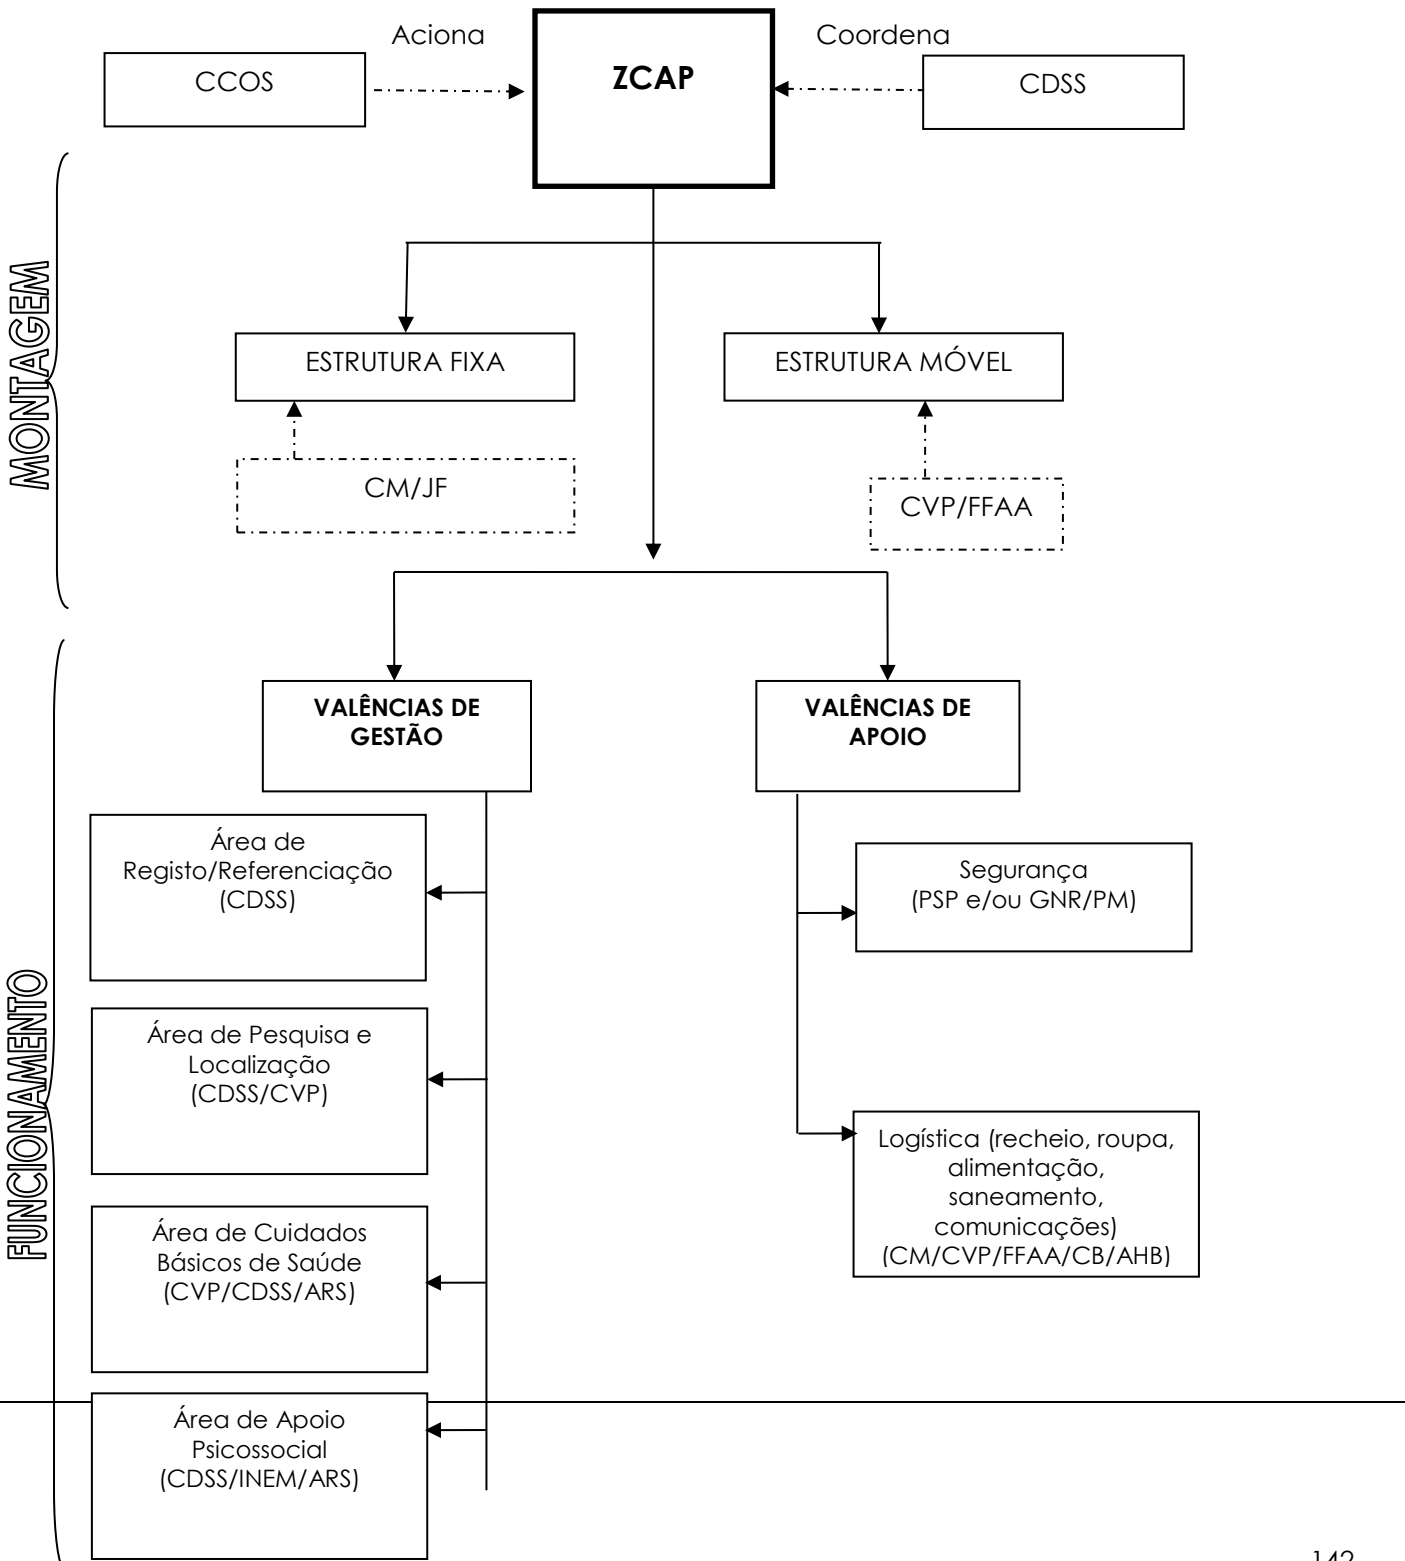 Aciona
Coordena
CCOS
ZCAP
CDSS
MONTAGEM
ESTRUTURA FIXA
ESTRUTURA MÓVEL
CM/JF
CVP/FFAA
FUNCIONAMENTO
VALÊNCIAS DE
GESTÃO
VALÊNCIAS DE
APOIO
Área de
Registo/Referenciação
(CDSS)
Segurança
(PSP e/ou GNR/PM)
Área de Pesquisa e
Localização
(CDSS/CVP)
Logística (recheio, roupa,
alimentação,
saneamento,
comunicações)
(CM/CVP/FFAA/CB/AHB)
Área de Cuidados
Básicos de Saúde
(CVP/CDSS/ARS)
Área de Apoio
Psicossocial
(CDSS/INEM/ARS)
142